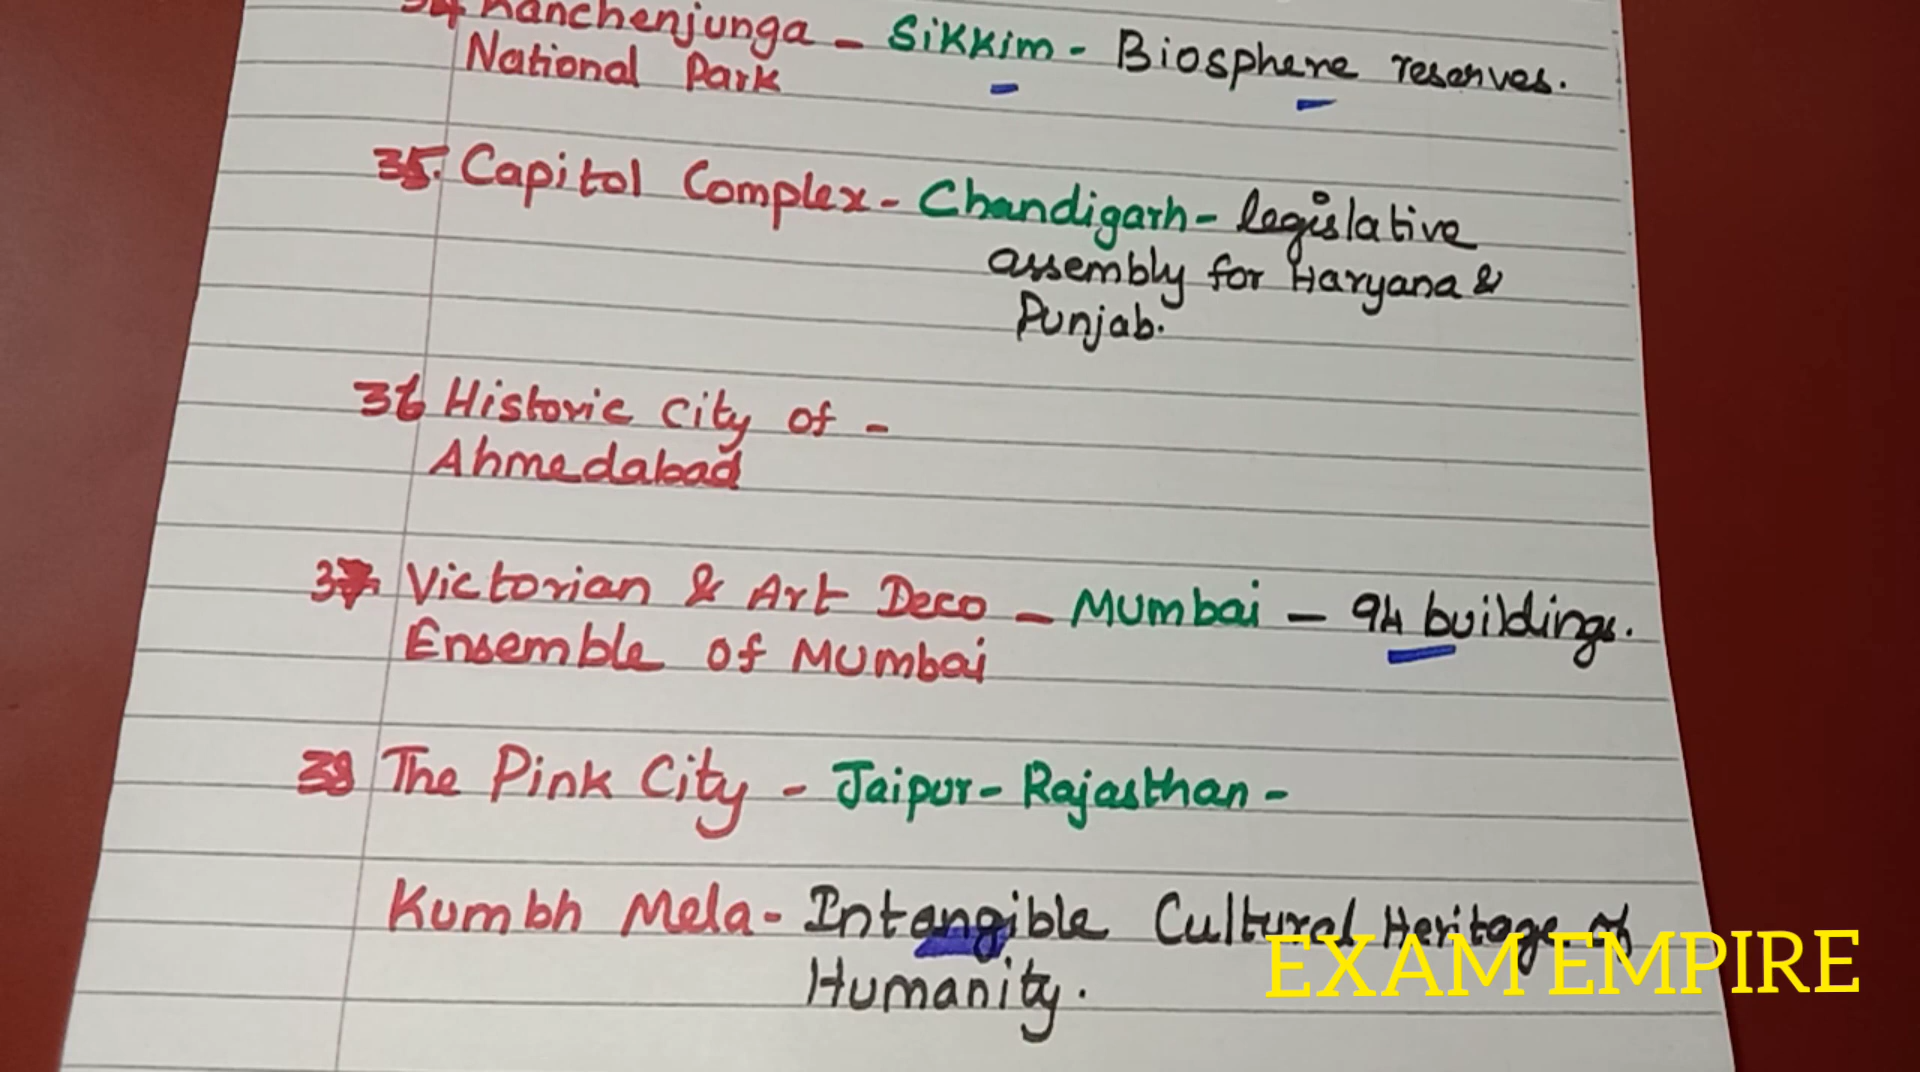 34 Kanchenjunga - Sikkim - Biosphere reserves.
National Park
35. Capitol Complex - Chandigarh - legislative
assembly for Haryana &
Punjab.
36 Historic City of -
Ahmedabad
37. Victorian & Art Deco - Mumbai - 94 buildings.
Ensemble of Mumbai
38 The Pink City - Jaipur - Rajasthan -
Kumbh Mela - Intangible Cultural Heritage of
Humanity.
EXAM EMPIRE